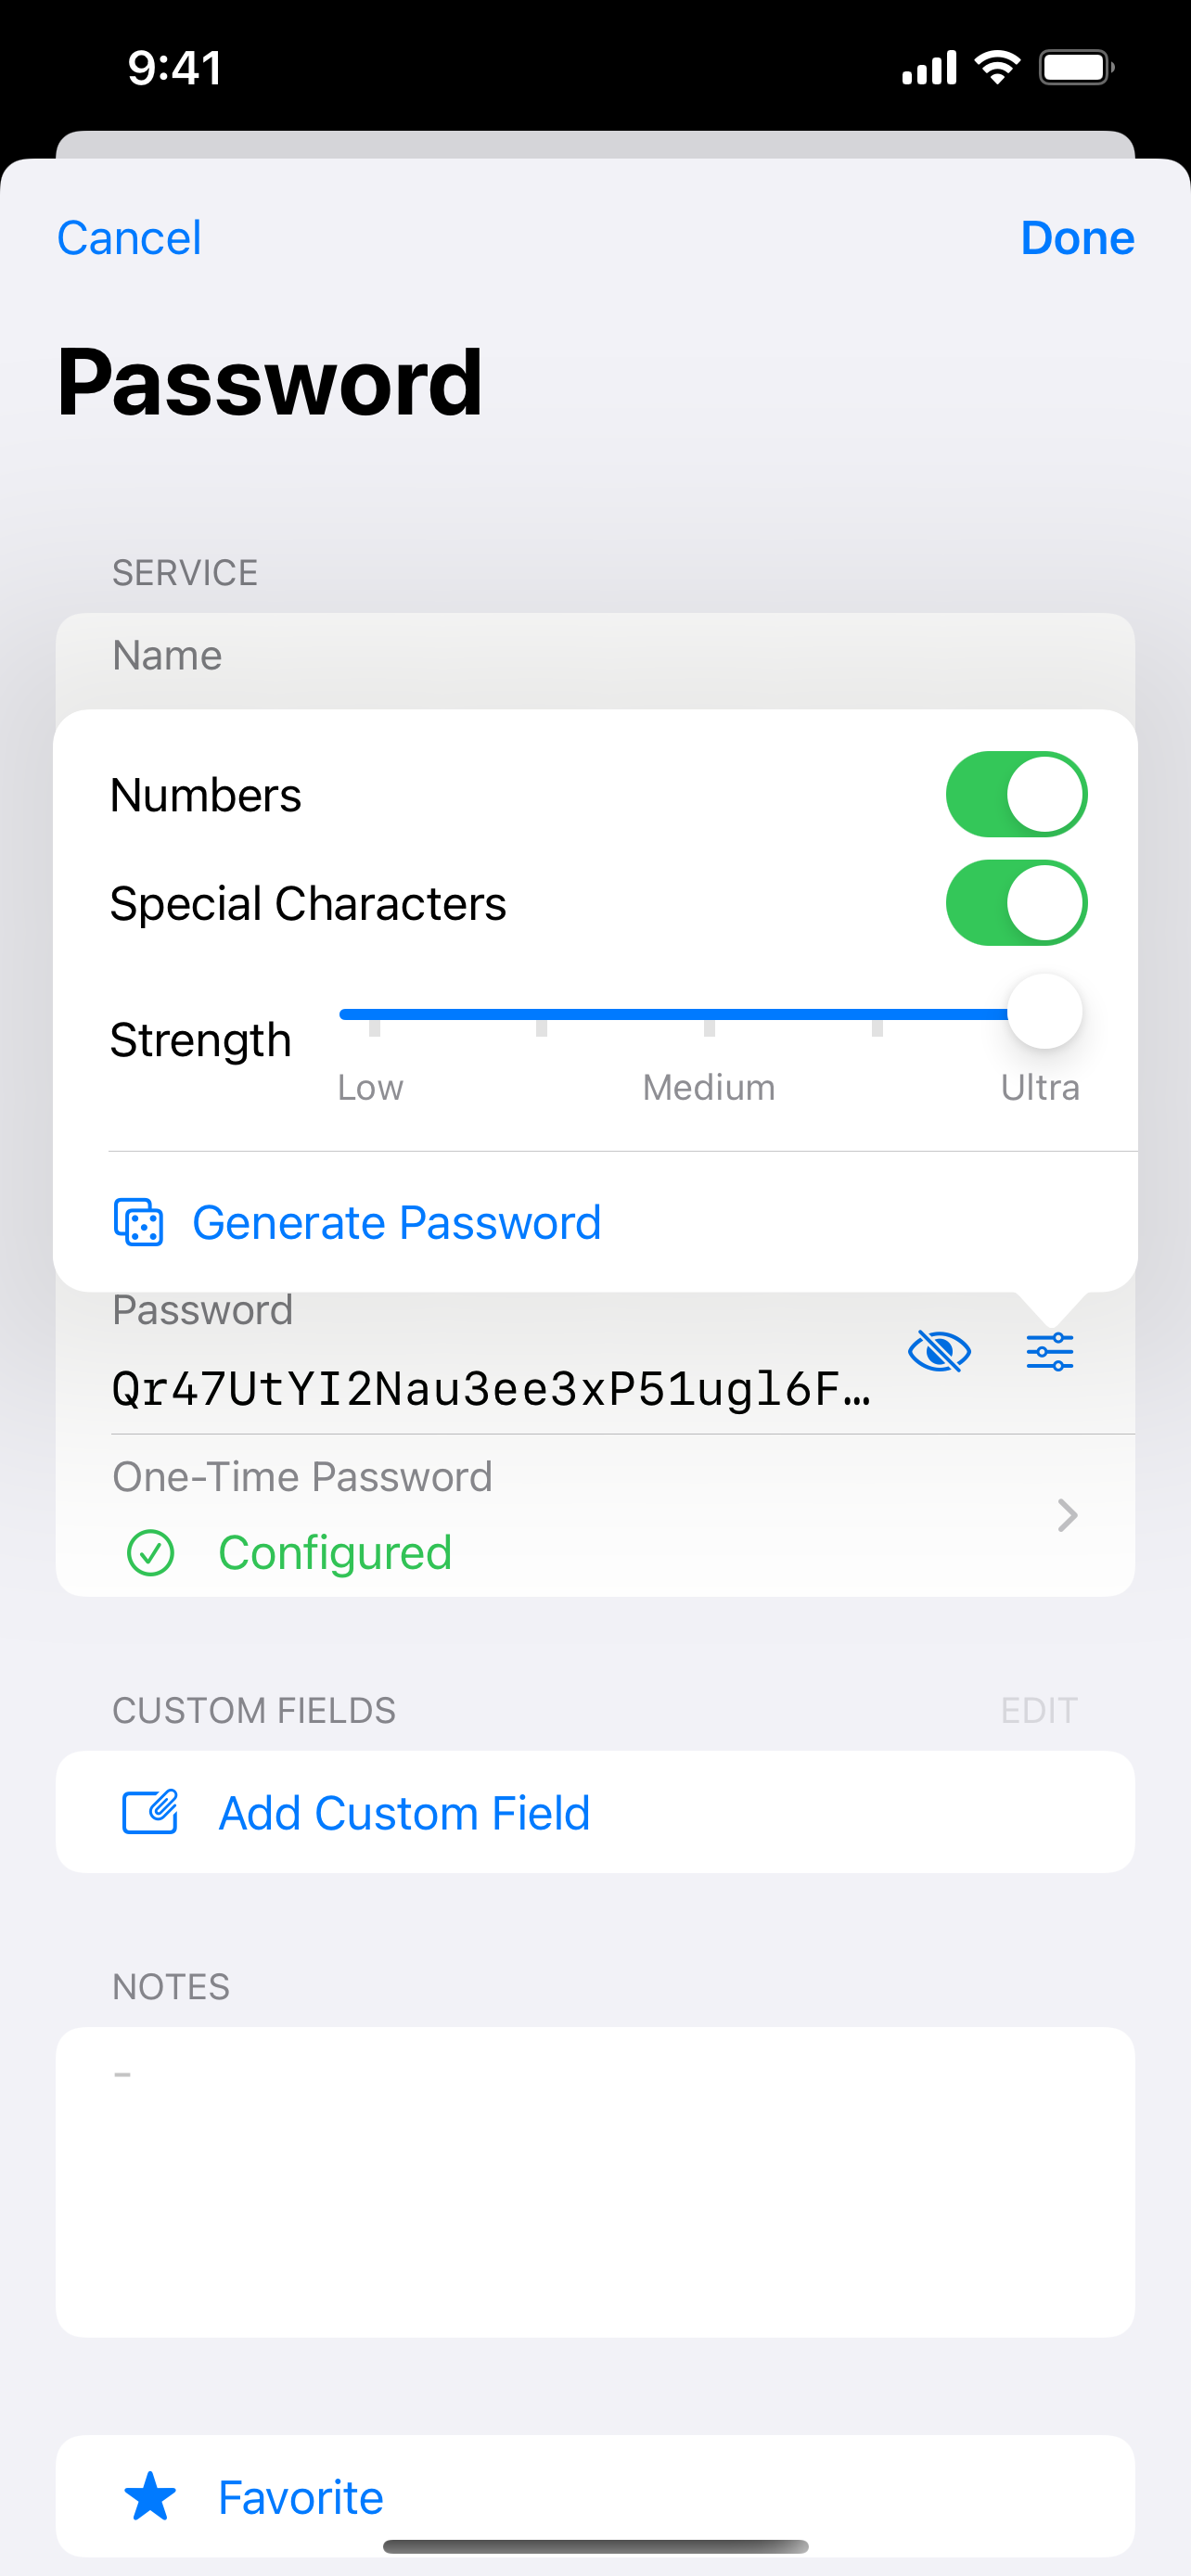 9:41
Cancel
Done
Password
SERVICE
Name
Numbers
Special Characters
Strength
Low Medium Ultra
Generate Password
Password
Qr47UtYI2Nau3ee3xP51ugl6F…
One-Time Password
Configured
CUSTOM FIELDS
EDIT
Add Custom Field
NOTES
-
Favorite